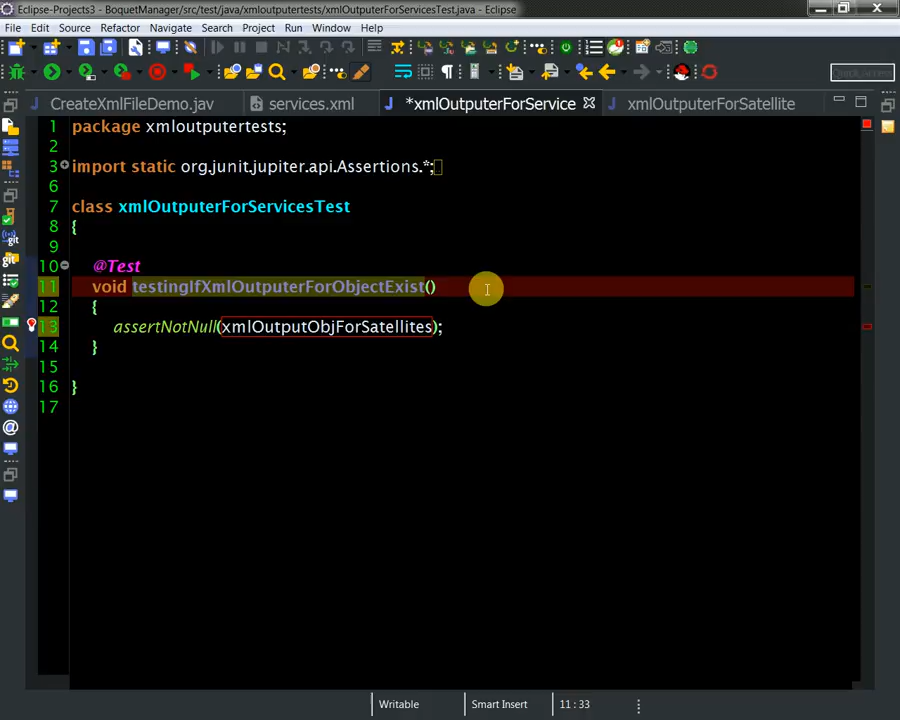 Eclipse-Projects3 - BoquetManager/src/test/java/xmloutputertests/xmlOutputerForServicesTest.java - Eclipse
File Edit Source Refactor Navigate Search Project Run Window Help
Quick Access
CreateXmlFileDemo.jav services.xml *xmlOutputerForService xmlOutputerForSatellite
1 package xmloutputertests;
2
3 import static org.junit.jupiter.api.Assertions.*;
6
7 class xmlOutputerForServicesTest
8 {
9
10 @Test
11 void testingIfXmlOutputerForObjectExist()
12 {
13 assertNotNull(xmlOutputObjForSatellites);
14 }
15
16 }
17
Writable Smart Insert 11 : 33